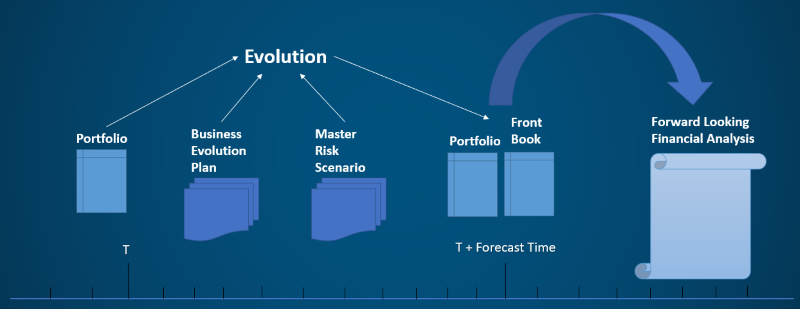 Evolution
Portfolio
Business
Evolution
Plan
Master
Risk
Scenario
Portfolio
Front
Book
Forward Looking
Financial Analysis
T
T + Forecast Time